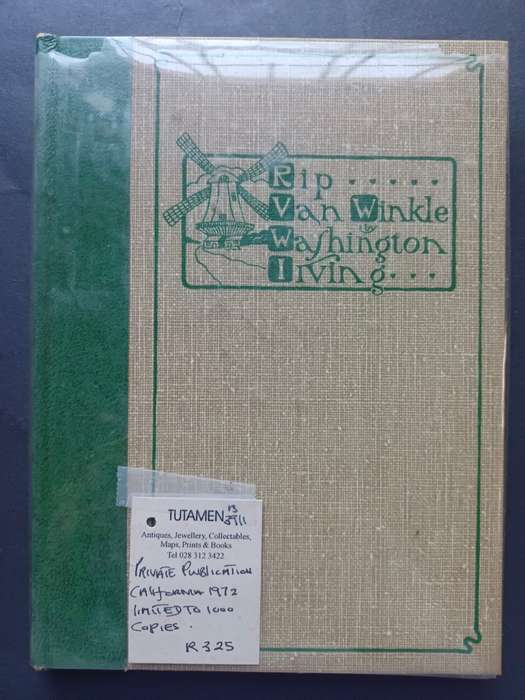 Rip
Van Winkle
by
Washington
Irving
TUTAMEN
Antiques, Jewellery, Collectables,
Maps, Prints & Books
Tel 028 312 3422
PRIVATE PUBLICATION
CALIFORNIA 1972
LIMITED TO 1000
COPIES.
R325